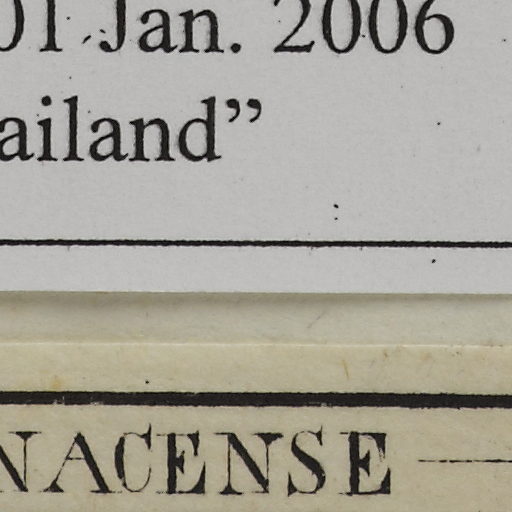 01 Jan. 2006
ailand”
NACENSE